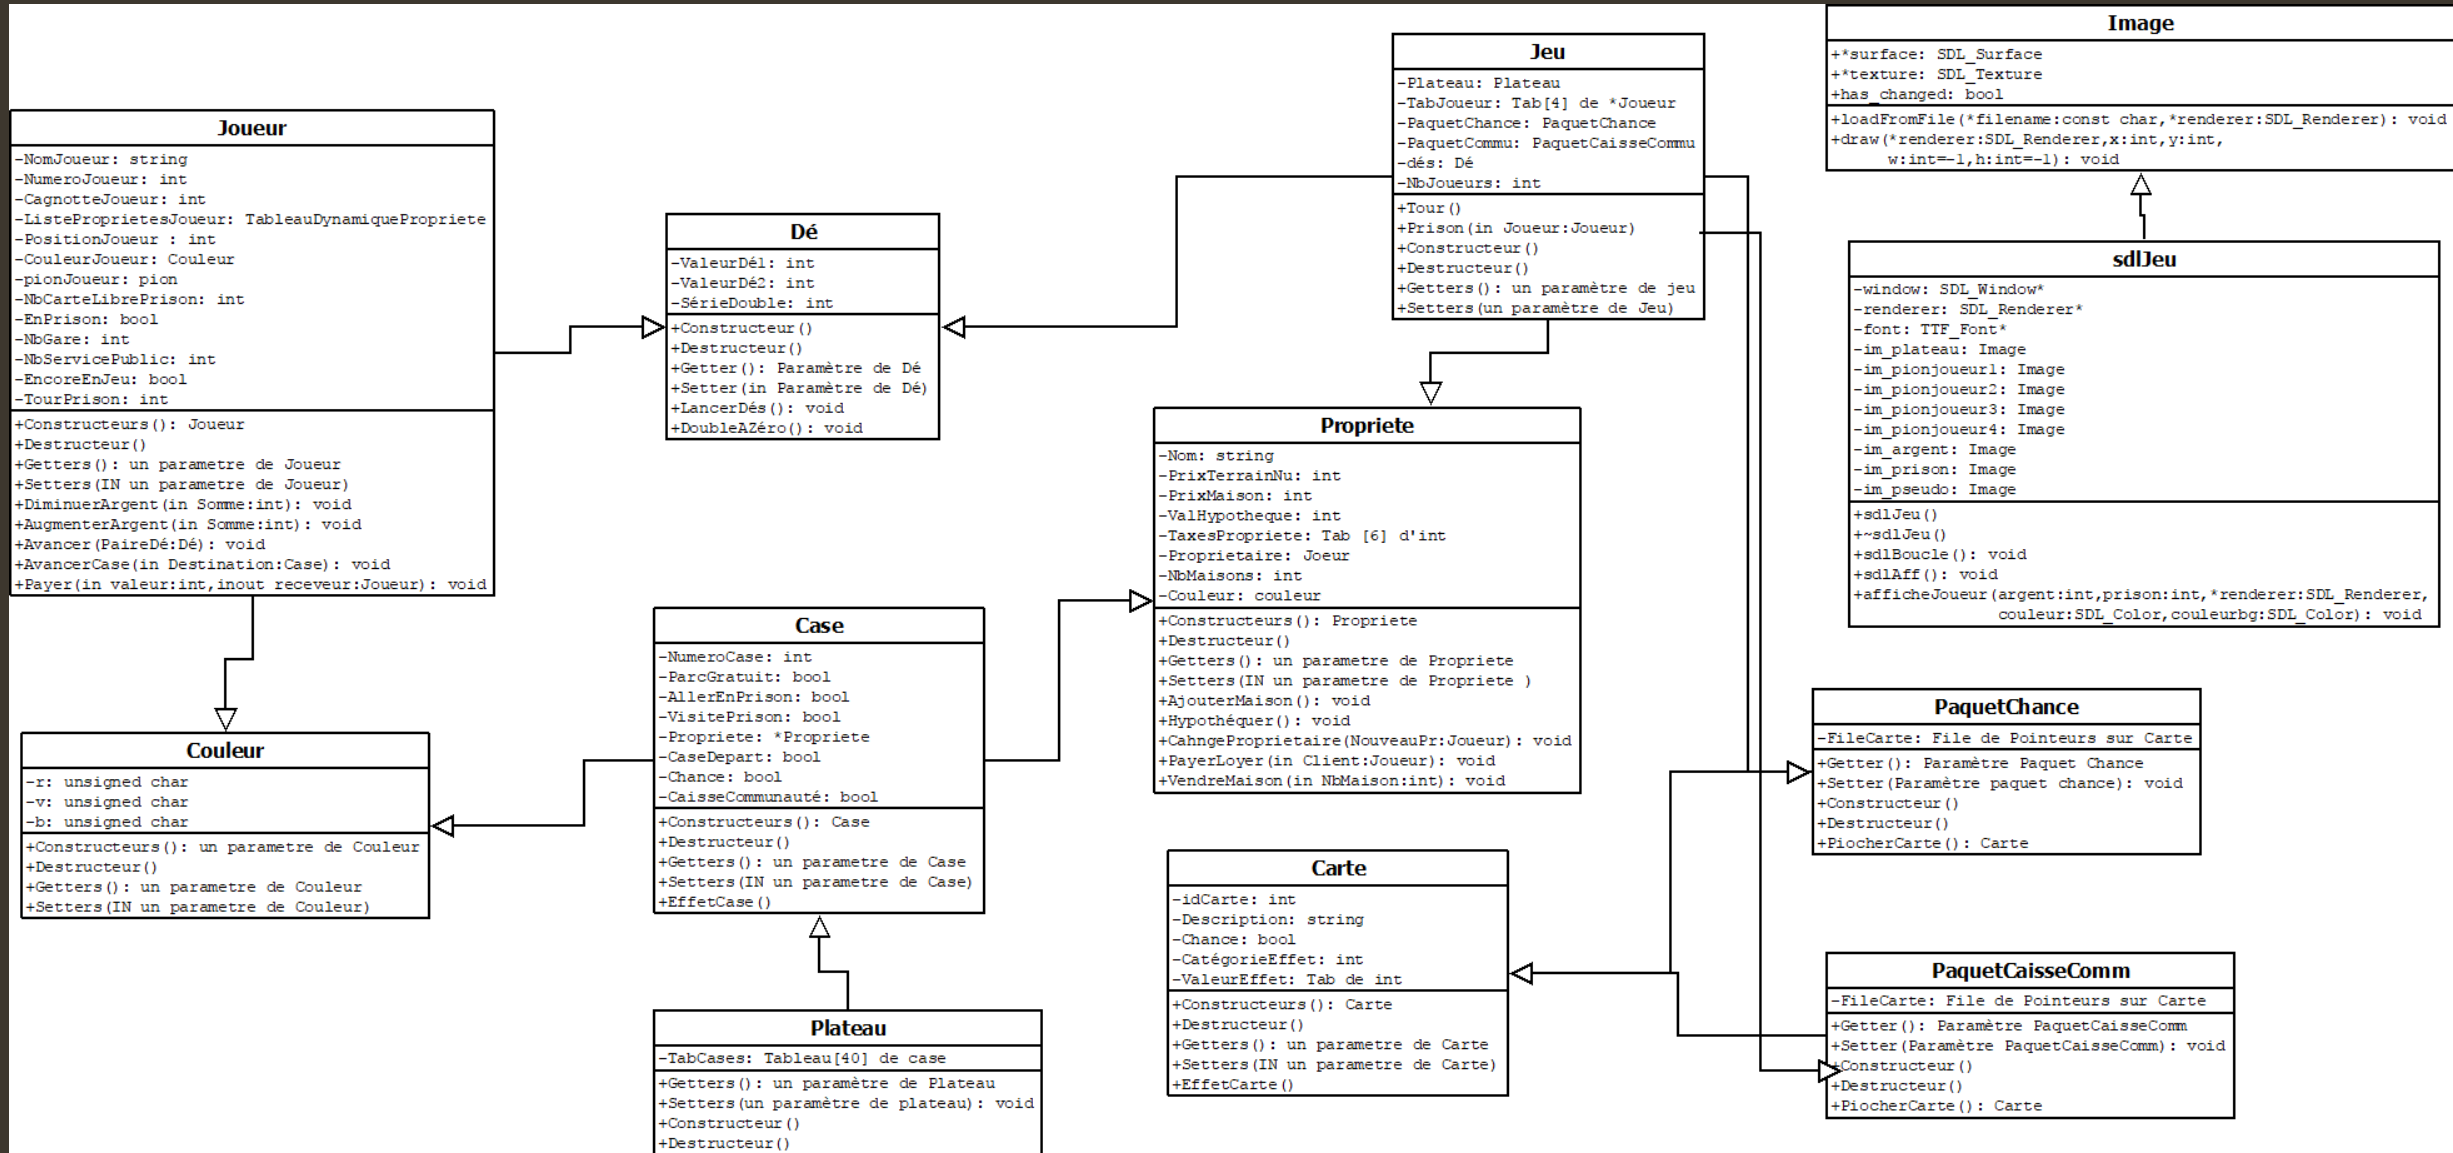 Joueur
-NomJoueur: string
-NumeroJoueur: int
-CagnotteJoueur: int
-ListeProprietesJoueur: TableauDynamiquePropriete
-PositionJoueur : int
-CouleurJoueur: Couleur
-pionJoueur: pion
-NbCarteLibrePrison: int
-EnPrison: bool
-NbGare: int
-NbServicePublic: int
-EncoreEnJeu: bool
-TourPrison: int
+Constructeurs(): Joueur
+Destructeur()
+Getters(): un parametre de Joueur
+Setters(IN un parametre de Joueur)
+DiminuerArgent(in Somme:int): void
+AugmenterArgent(in Somme:int): void
+Avancer(PaireDé:Dé): void
+AvancerCase(in Destination:Case): void
+Payer(in valeur:int,inout receveur:Joueur): void
Dé
-ValeurDé1: int
-ValeurDé2: int
-SérieDouble: int
+Constructeur()
+Destructeur()
+Getter(): Paramètre de Dé
+Setter(in Paramètre de Dé)
+LancerDés(): void
+DoubleAZéro(): void
Jeu
-Plateau: Plateau
-TabJoueur: Tab[4] de *Joueur
-PaquetChance: PaquetChance
-PaquetCommu: PaquetCaisseCommu
-dés: Dé
-NbJoueurs: int
+Tour()
+Prison(in Joueur:Joueur)
+Constructeur()
+Destructeur()
+Getters(): un paramètre de jeu
+Setters(un paramètre de Jeu)
Image
+*surface: SDL_Surface
+*texture: SDL_Texture
+has_changed: bool
+loadFromFile(*filename:const char,*renderer:SDL_Renderer): void
+draw(*renderer:SDL_Renderer,x:int,y:int,
w:int=-1,h:int=-1): void
sdlJeu
-window: SDL_Window*
-renderer: SDL_Renderer*
-font: TTF_Font*
-im_plateau: Image
-im_pionjoueur1: Image
-im_pionjoueur2: Image
-im_pionjoueur3: Image
-im_pionjoueur4: Image
-im_argent: Image
-im_prison: Image
-im_pseudo: Image
+sdlJeu()
+~sdlJeu()
+sdlBoucle(): void
+sdlAff(): void
+afficheJoueur(argent:int,prison:int,*renderer:SDL_Renderer,
couleur:SDL_Color,couleurbg:SDL_Color): void
Propriete
-Nom: string
-PrixTerrainNu: int
-PrixMaison: int
-ValHypotheque: int
-TaxesPropriete: Tab [6] d'int
-Proprietaire: Joeur
-NbMaisons: int
-Couleur: couleur
+Constructeurs(): Propriete
+Destructeur()
+Getters(): un parametre de Propriete
+Setters(IN un parametre de Propriete )
+AjouterMaison(): void
+Hypothéquer(): void
+CahngeProprietaire(NouveauPr:Joueur): void
+PayerLoyer(in Client:Joueur): void
+VendreMaison(in NbMaison:int): void
Case
-NumeroCase: int
-ParcGratuit: bool
-AllerEnPrison: bool
-VisitePrison: bool
-Propriete: *Propriete
-CaseDepart: bool
-Chance: bool
-CaisseCommunauté: bool
+Constructeurs(): Case
+Destructeur()
+Getters(): un parametre de Case
+Setters(IN un parametre de Case)
+EffetCase()
Couleur
-r: unsigned char
-v: unsigned char
-b: unsigned char
+Constructeurs(): un parametre de Couleur
+Destructeur()
+Getters(): un parametre de Couleur
+Setters(IN un parametre de Couleur)
Plateau
-TabCases: Tableau[40] de case
+Getters(): un paramètre de Plateau
+Setters(un paramètre de plateau): void
+Constructeur()
+Destructeur()
Carte
-idCarte: int
-Description: string
-Chance: bool
-CatégorieEffet: int
-ValeurEffet: Tab de int
+Constructeurs(): Carte
+Destructeur()
+Getters(): un parametre de Carte
+Setters(IN un parametre de Carte)
+EffetCarte()
PaquetChance
-FileCarte: File de Pointeurs sur Carte
+Getter(): Paramètre Paquet Chance
+Setter(Paramètre paquet chance): void
+Constructeur()
+Destructeur()
+PiocherCarte(): Carte
PaquetCaisseComm
-FileCarte: File de Pointeurs sur Carte
+Getter(): Paramètre PaquetCaisseComm
+Setter(Paramètre PaquetCaisseComm): void
+Constructeur()
+Destructeur()
+PiocherCarte(): Carte